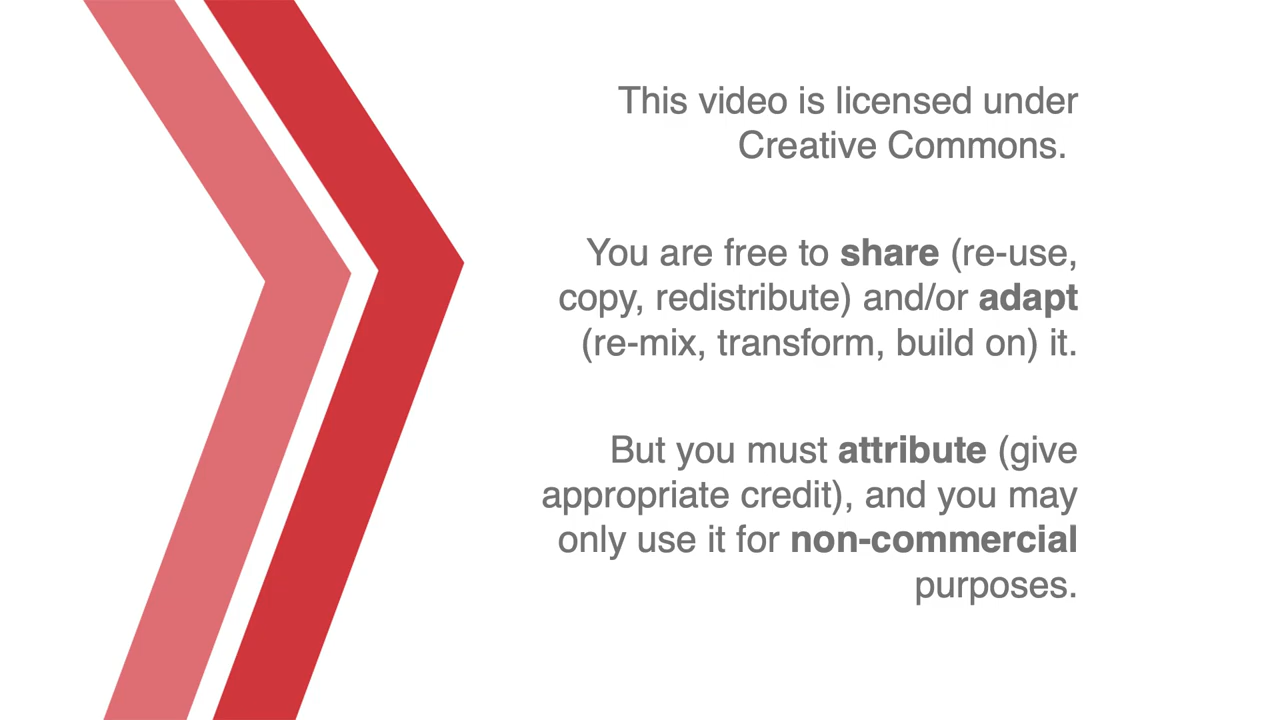 This video is licensed under
Creative Commons.
You are free to share (re-use,
copy, redistribute) and/or adapt
(re-mix, transform, build on) it.
But you must attribute (give
appropriate credit), and you may
only use it for non-commercial
purposes.